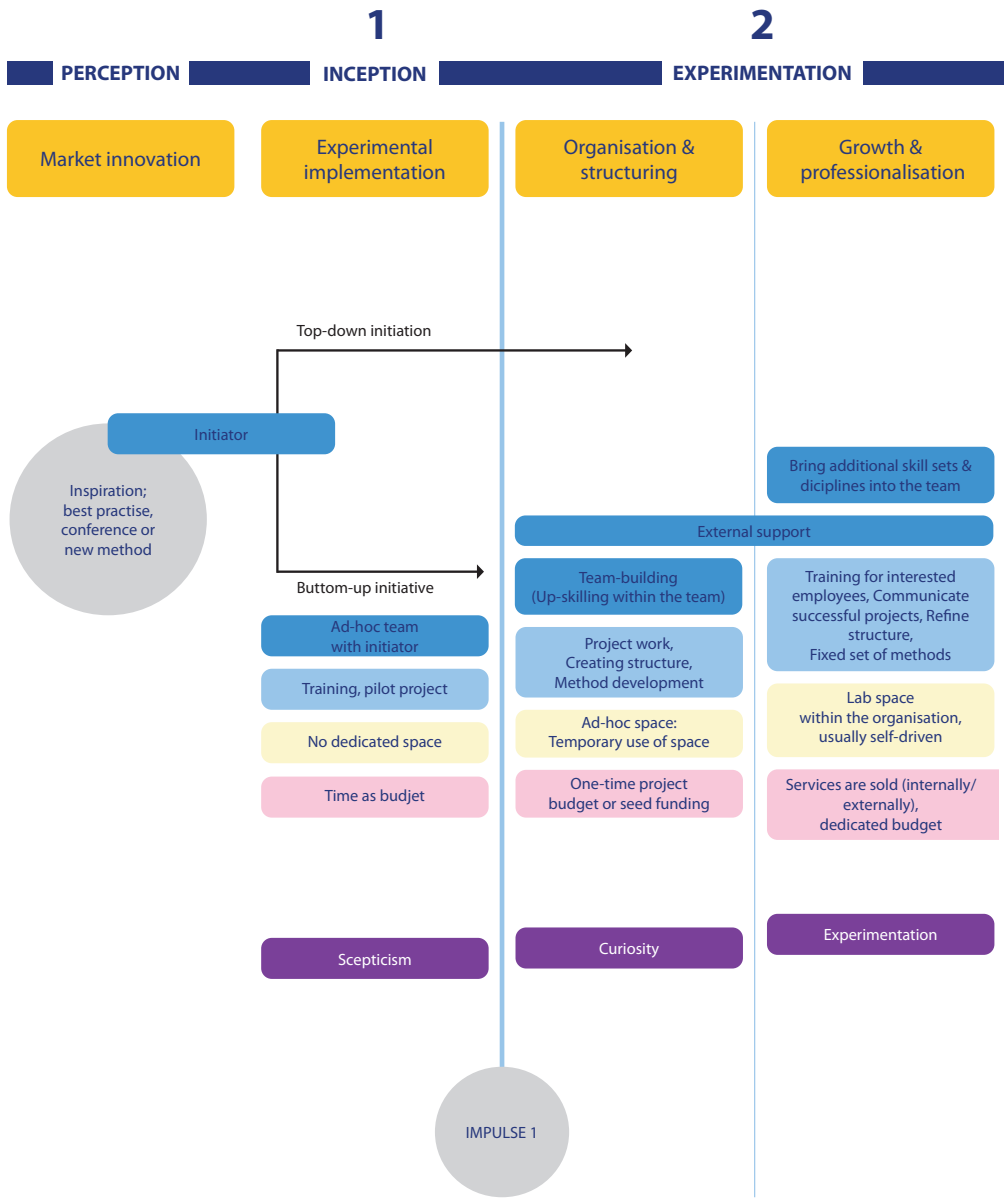 1
2
PERCEPTION
INCEPTION
EXPERIMENTATION
Market innovation
Experimental
implementation
Organisation &
structuring
Growth &
professionalisation
Top-down initiation
Initiator
Inspiration;
best practise,
conference or
new method
Buttom-up initiative
Ad-hoc team
with initiator
Training, pilot project
No dedicated space
Time as budjet
External support
Team-building
(Up-skilling within the team)
Project work,
Creating structure,
Method development
Ad-hoc space:
Temporary use of space
One-time project
budget or seed funding
Bring additional skill sets &
diciplines into the team
Training for interested
employees, Communicate
successful projects, Refine
structure,
Fixed set of methods
Lab space
within the organisation,
usually self-driven
Services are sold (internally/
externally),
dedicated budget
Scepticism
Curiosity
Experimentation
IMPULSE 1